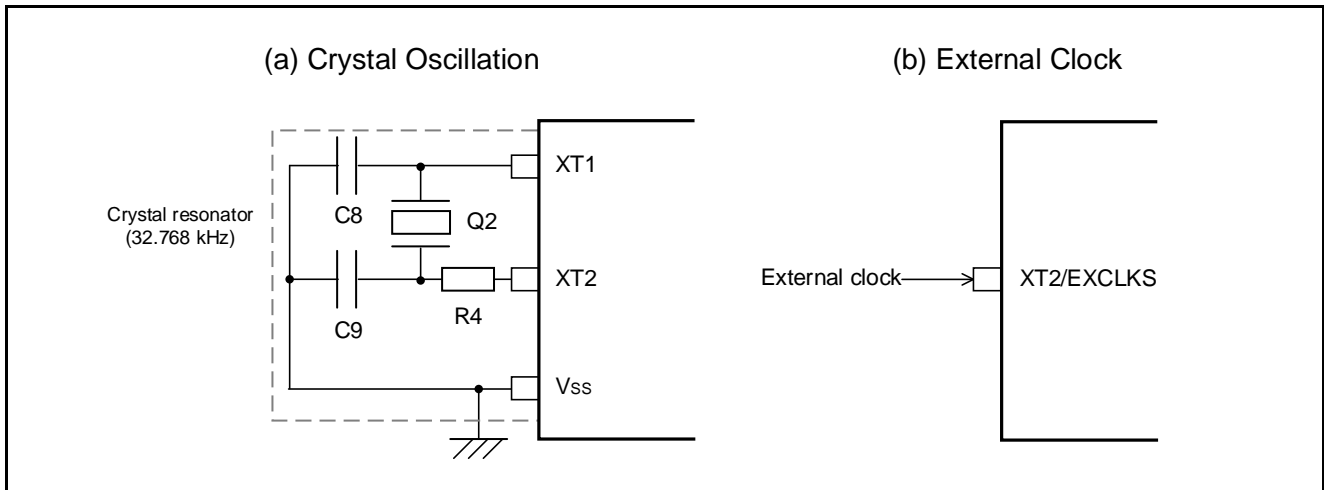 (a) Crystal Oscillation
(b) External Clock
XT1
C8
Q2
Crystal resonator
(32.768 kHz)
XT2
R4
C9
Vss
External clock
XT2/EXCLKS